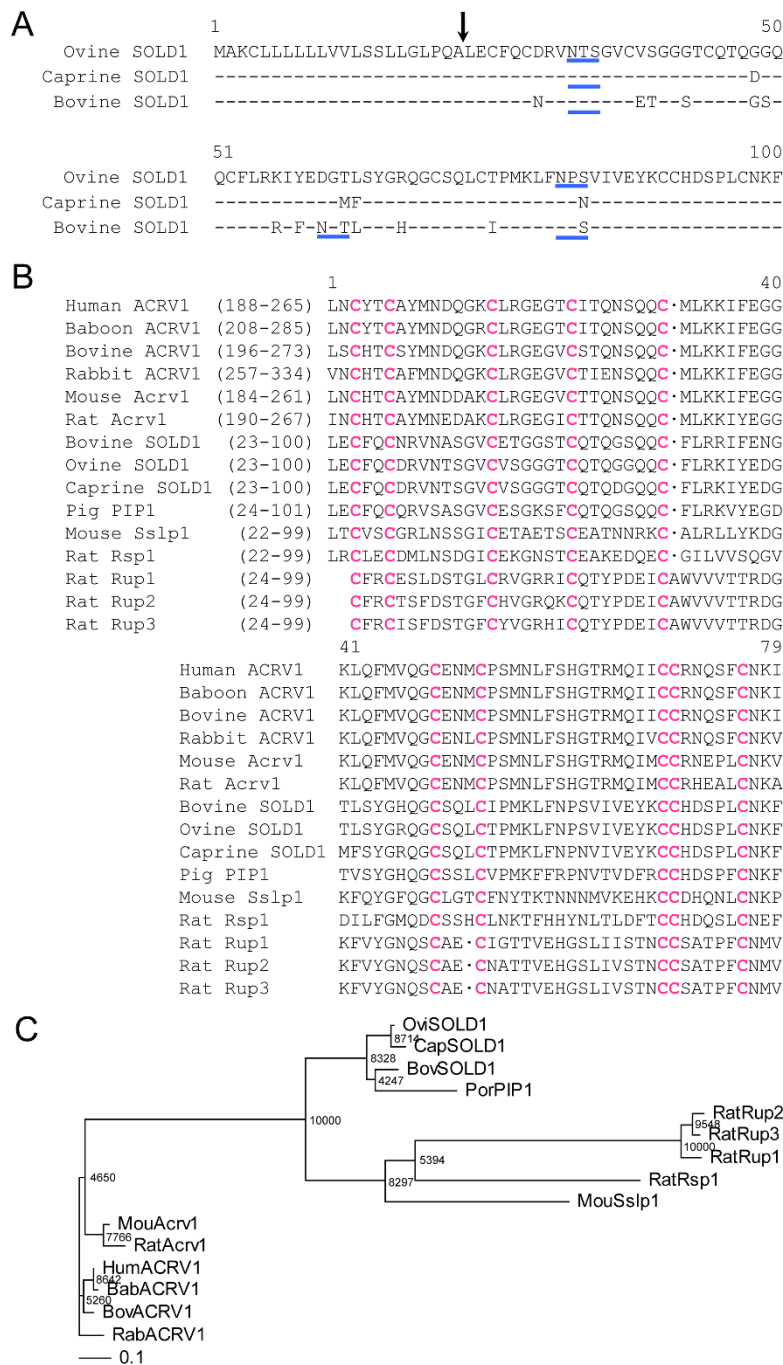 A
1 50
Ovine SOLD1 MAKCLLLLLLVVLSSLLGLPQALECFQCDRVNTSGVCVSGGGTCQTQGGQ
Caprine SOLD1 -----------------------------------------------D--
Bovine SOLD1 ----------------------------N--------ET--S-----GS-
51 100
Ovine SOLD1 QCFLRKIYEDGTLSYGRQGCSQLCTPMKLFNPSVIVEYKCCHDSPLCNKF
Caprine SOLD1 -----------MF-------------------N-----------------
Bovine SOLD1 -----R-F-N-TL---H-------I-------S-----------------
B
1 40
Human ACRV1 (188-265) LNCYTCAYMNDQGKCLRGEGTCITQNSQQC·MLKKIFEGG
Baboon ACRV1 (208-285) LNCYTCAYMNDQGRCLRGEGTCITQNSQQC·MLKKIFEGG
Bovine ACRV1 (196-273) LSCHTCSYMNDQGKCLRGEGVCSTQNSQQC·MLKKIFEGG
Rabbit ACRV1 (257-334) VNCHTCAFMNDQGKCLRGEGVCTIENSQQC·MLKKIFEGG
Mouse Acrv1 (184-261) LNCHTCAYMNDDAKCLRGEGVCTTQNSQQC·MLKKIFEGG
Rat Acrv1 (190-267) INCHTCAYMNEDAKCLRGEGICTTQNSQQC·MLKKIYEGG
Bovine SOLD1 (23-100) LECFQCNRVNASGVCETGGSTCQTQGSQQC·FLRRIFENG
Ovine SOLD1 (23-100) LECFQCDRVNTSGVCVSGGGTCQTQGGQQC·FLRKIYEDG
Caprine SOLD1 (23-100) LECFQCDRVNTSGVCVSGGGTCQTQDGQQC·FLRKIYEDG
Pig PIP1 (24-101) LECFQCQRVSASGVCESGKSFCQTQGSQQC·FLRKVYEGD
Mouse Sslp1 (22-99) LTCVSCGRLNSSGICETAETSCEATNNRKC·ALRLLYKDG
Rat Rsp1 (22-99) LRCLECDMLNSDGICEKGNSTCEAKEDQEC·GILVVSQGV
Rat Rup1 (24-99) CFRCESLDSTGLCRVGRRICQTYPDEICAWVVVTTRDG
Rat Rup2 (24-99) CFRCTSFDSTGFCHVGRQKCQTYPDEICAWVVVTTRDG
Rat Rup3 (24-99) CFRCISFDSTGFCYVGRHICQTYPDEICAWVVVTTRDG
41 79
Human ACRV1 KLQFMVQGCENMCPSMNLFSHGTRMQIICCRNQSFCNKI
Baboon ACRV1 KLQFMVQGCENMCPSMNLFSHGTRMQIICCRNQSFCNKI
Bovine ACRV1 KLQFMVQGCENMCPSMNLFSHGTRMQIICCRNQSFCNKI
Rabbit ACRV1 KLQFMVQGCENLCPSMNLFSHGTRMQIVCCRNQSFCNKV
Mouse Acrv1 KLQFMVQGCENMCPSMNLFSHGTRMQIMCCRNEPLCNKV
Rat Acrv1 KLQFMVQGCENMCPSMNLFSHGTRMQIMCCRHEALCNKA
Bovine SOLD1 TLSYGHQGCSQLCIPMKLFNPSVIVEYKCCHDSPLCNKF
Ovine SOLD1 TLSYGRQGCSQLCTPMKLFNPSVIVEYKCCHDSPLCNKF
Caprine SOLD1 MFSYGRQGCSQLCTPMKLFNPNVIVEYKCCHDSPLCNKF
Pig PIP1 TVSYGHQGCSSLCVPMKFFRPNVTVDFRCCHDSPFCNKF
Mouse Sslp1 KFQYGFQGCLGTCFNYTKTNNNMVKEHKCCDHQNLCNKP
Rat Rsp1 DILFGMQDCSSHCLNKTFHHYNLTLDFTCCHDQSLCNEF
Rat Rup1 KFVYGNQSCAE·CIGTTVEHGSLIISTNCCSATPFCNMV
Rat Rup2 KFVYGNQSCAE·CNATTVEHGSLIVSTNCCSATPFCNMV
Rat Rup3 KFVYGNQSCAE·CNATTVEHGSLIVSTNCCSATPFCNMV
C
OviSOLD1
8714
CapSOLD1
8328
BovSOLD1
4247
PorPIP1
10000
RatRup2
9548
RatRup3
10000
RatRup1
5394
4650
8297
RatRsp1
MouSslp1
MouAcrv1
7766
RatAcrv1
HumACRV1
8642
BabACRV1
5260
BovACRV1
RabACRV1
0.1